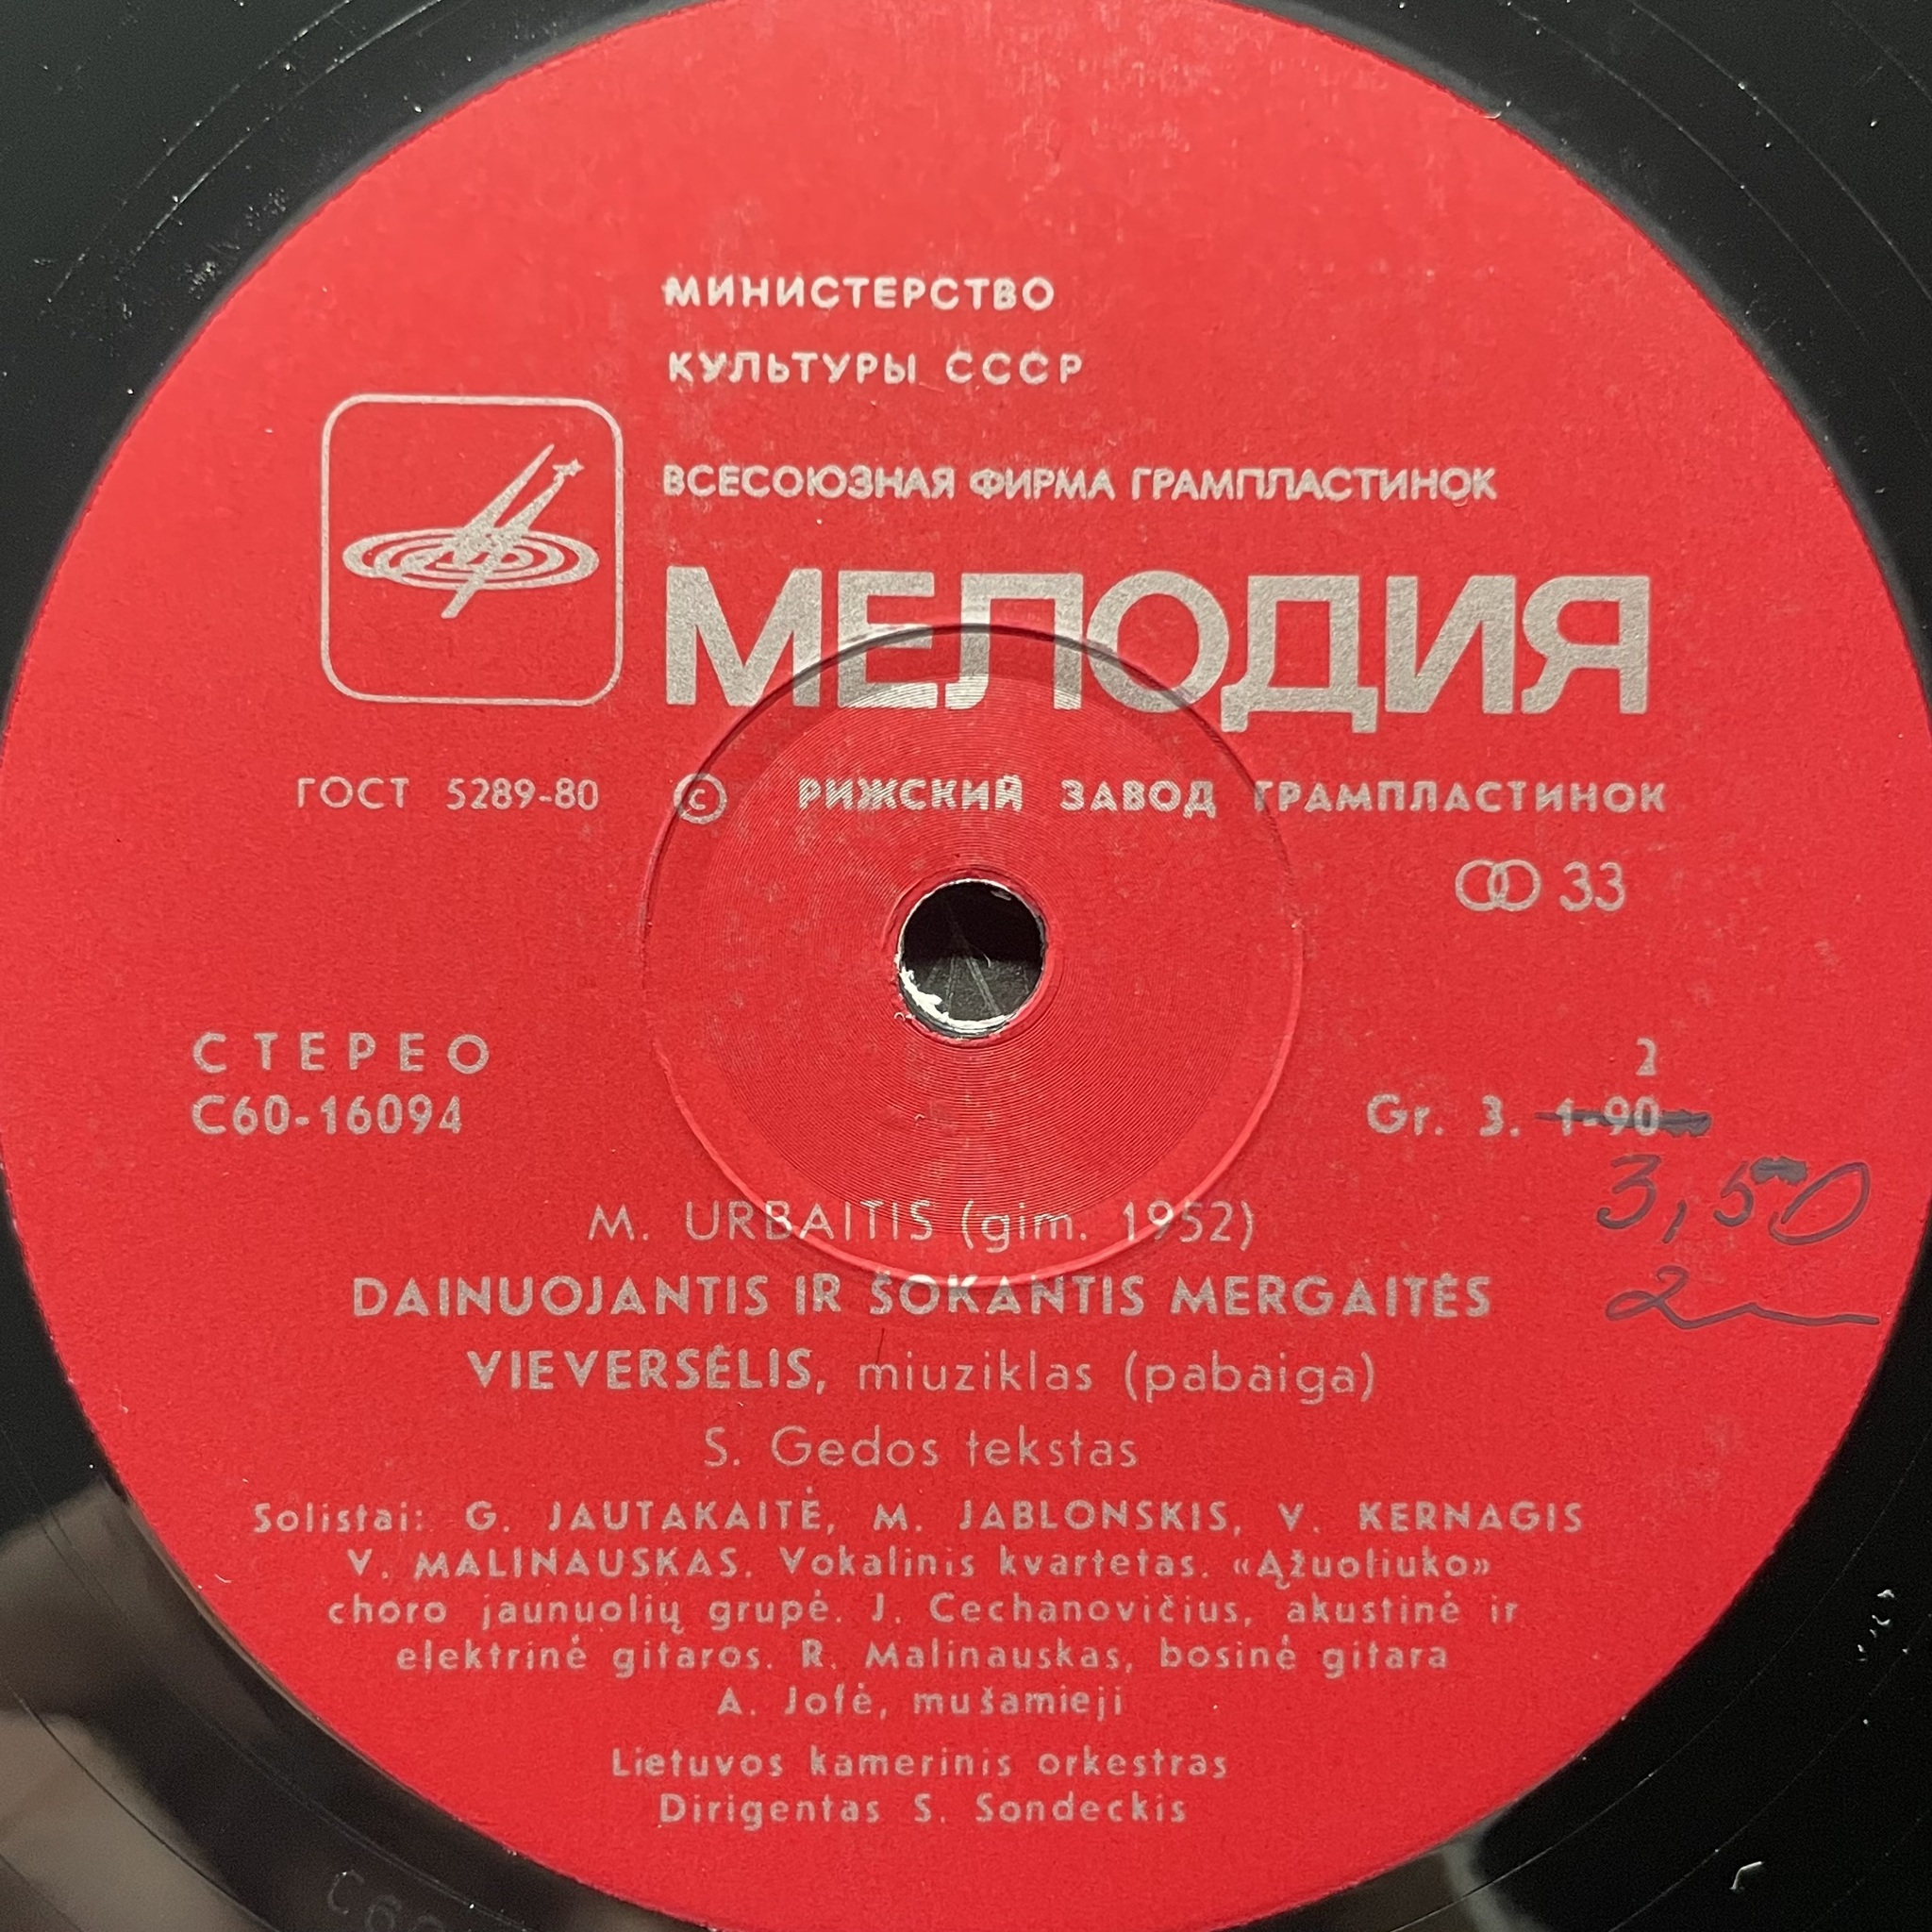 МИНИСТЕРСТВО
КУЛЬТУРЫ СССР
ВСЕСОЮЗНАЯ ФИРМА ГРАМПЛАСТИНОК
МЕЛОДИЯ
ГОСТ 5289-80 © РИЖСКИЙ ЗАВОД ГРАМПЛАСТИНОК
33
СТЕРЕО
2
С60-16094
Gr. 3. 1-90
3,50
2
M. URBAITIS (gim. 1952)
DAINUOJANTIS IR ŠOKANTIS MERGAITĖS
VIEVERSĖLIS, miuziklas (pabaiga)
S. Gedos tekstas
Solistai: G. JAUTAKAITĖ, M. JABLONSKIS, V. KERNAGIS
V. MALINAUSKAS. Vokalinis kvartetas. «Ąžuoliuko»
choro jaunuolių grupė. J. Cechanovičius, akustinė ir
elektrinė gitaros. R. Malinauskas, bosinė gitara
A. Jofė, mušamieji
Lietuvos kamerinis orkestras
Dirigentas S. Sondeckis